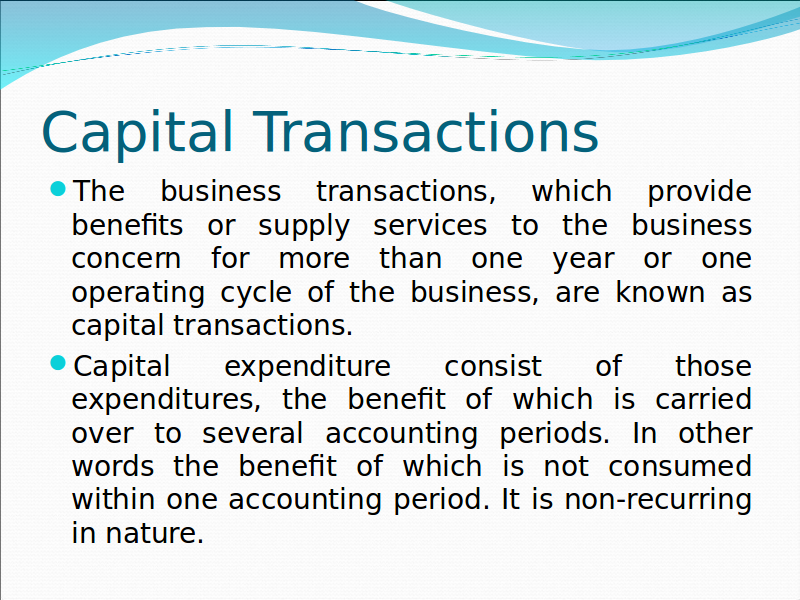 Capital Transactions
The business transactions, which provide
benefits or supply services to the business
concern for more than one year or one
operating cycle of the business, are known as
capital transactions.
Capital expenditure consist of those
expenditures, the benefit of which is carried
over to several accounting periods. In other
words the benefit of which is not consumed
within one accounting period. It is non-recurring
in nature.